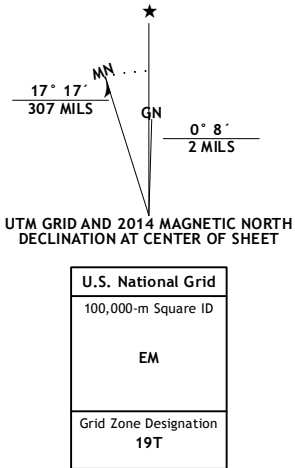 ★
MN
GN
17° 17´
307 MILS
0° 8´
2 MILS
UTM GRID AND 2014 MAGNETIC NORTH
DECLINATION AT CENTER OF SHEET
U.S. National Grid
100,000-m Square ID
EM
Grid Zone Designation
19T